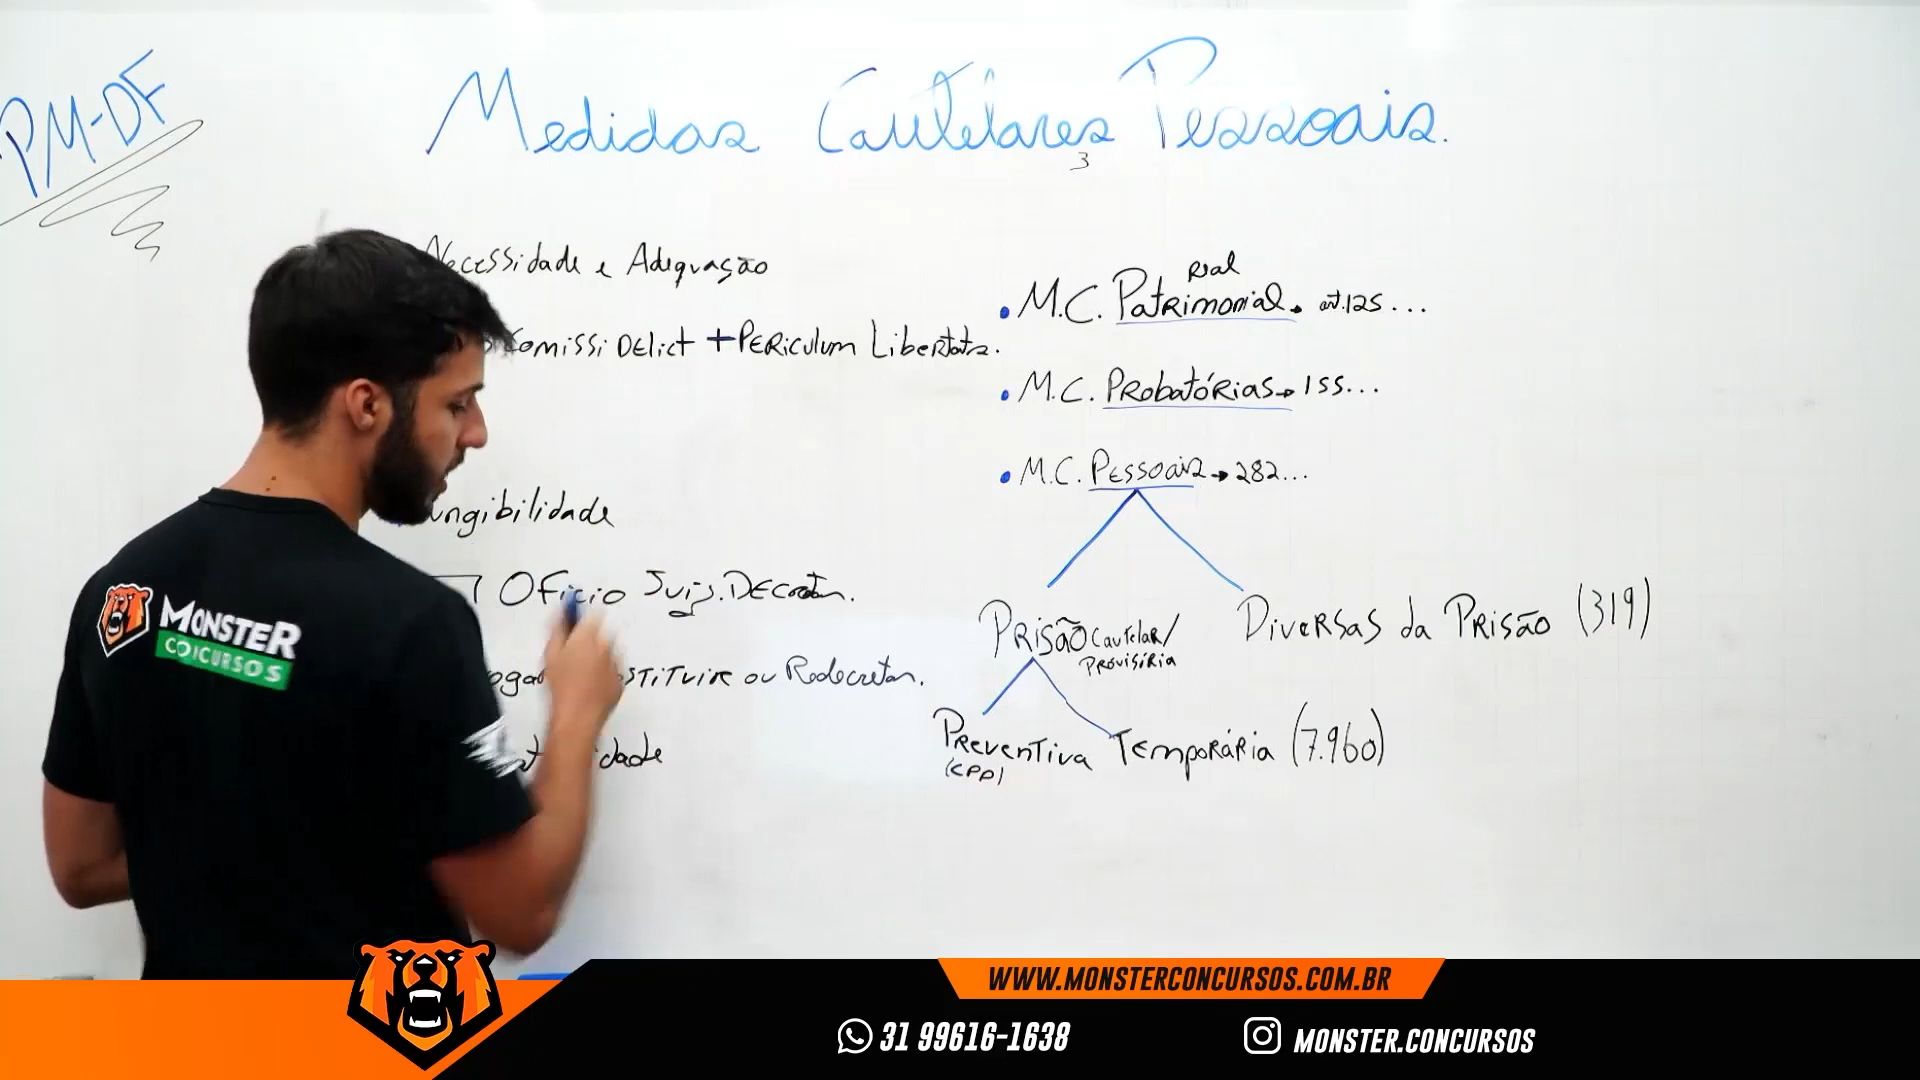 PM-DF
Medidas Cautelares Pessoais.
3
Necessidade e Adequação
Comissi Delict + Periculum Libertatis.
ungibilidade
Ofício Juiz. Decretar.
ou Redecretar.
dade
• M.C. Patrimonial → art.125...
Real
• M.C. Probatórias → 155...
• M.C. Pessoais → 282...
Prisão Cautelar/
Provisória
Diversas da Prisão (319)
Preventiva
(CPP)
Temporária (7.960)
MONSTER
CONCURSOS
WWW.MONSTERCONCURSOS.COM.BR
31 99616-1638
MONSTER.CONCURSOS